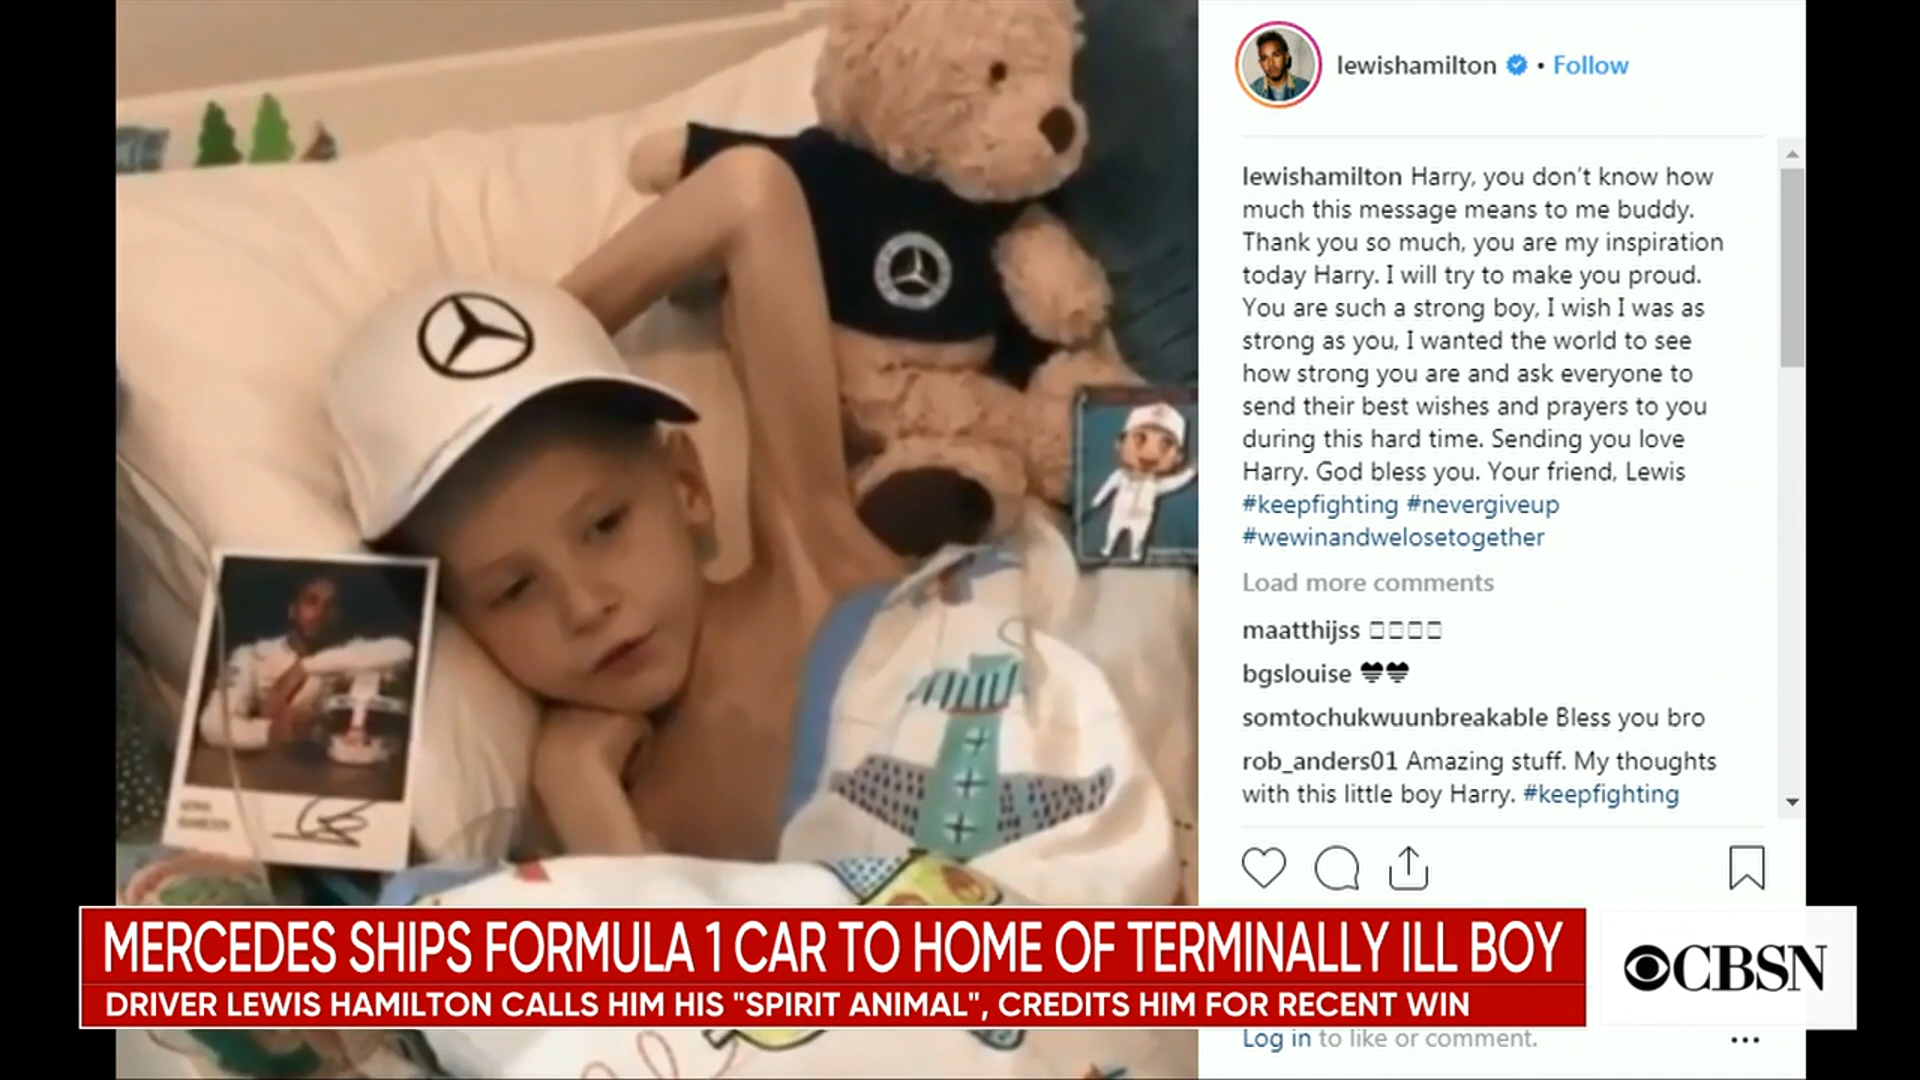 lewishamilton • Follow
lewishamilton Harry, you don't know how
much this message means to me buddy.
Thank you so much, you are my inspiration
today Harry. I will try to make you proud.
You are such a strong boy, I wish I was as
strong as you, I wanted the world to see
how strong you are and ask everyone to
send their best wishes and prayers to you
during this hard time. Sending you love
Harry. God bless you. Your friend, Lewis
#keepfighting #nevergiveup
#wewinandwelosetogether
Load more comments
maatthijss
bgslouise
somtochukwuunbreakable Bless you bro
rob_anders01 Amazing stuff. My thoughts
with this little boy Harry. #keepfighting
MERCEDES SHIPS FORMULA 1 CAR TO HOME OF TERMINALLY ILL BOY
DRIVER LEWIS HAMILTON CALLS HIM HIS "SPIRIT ANIMAL", CREDITS HIM FOR RECENT WIN
CBSN
Log in to like or comment.